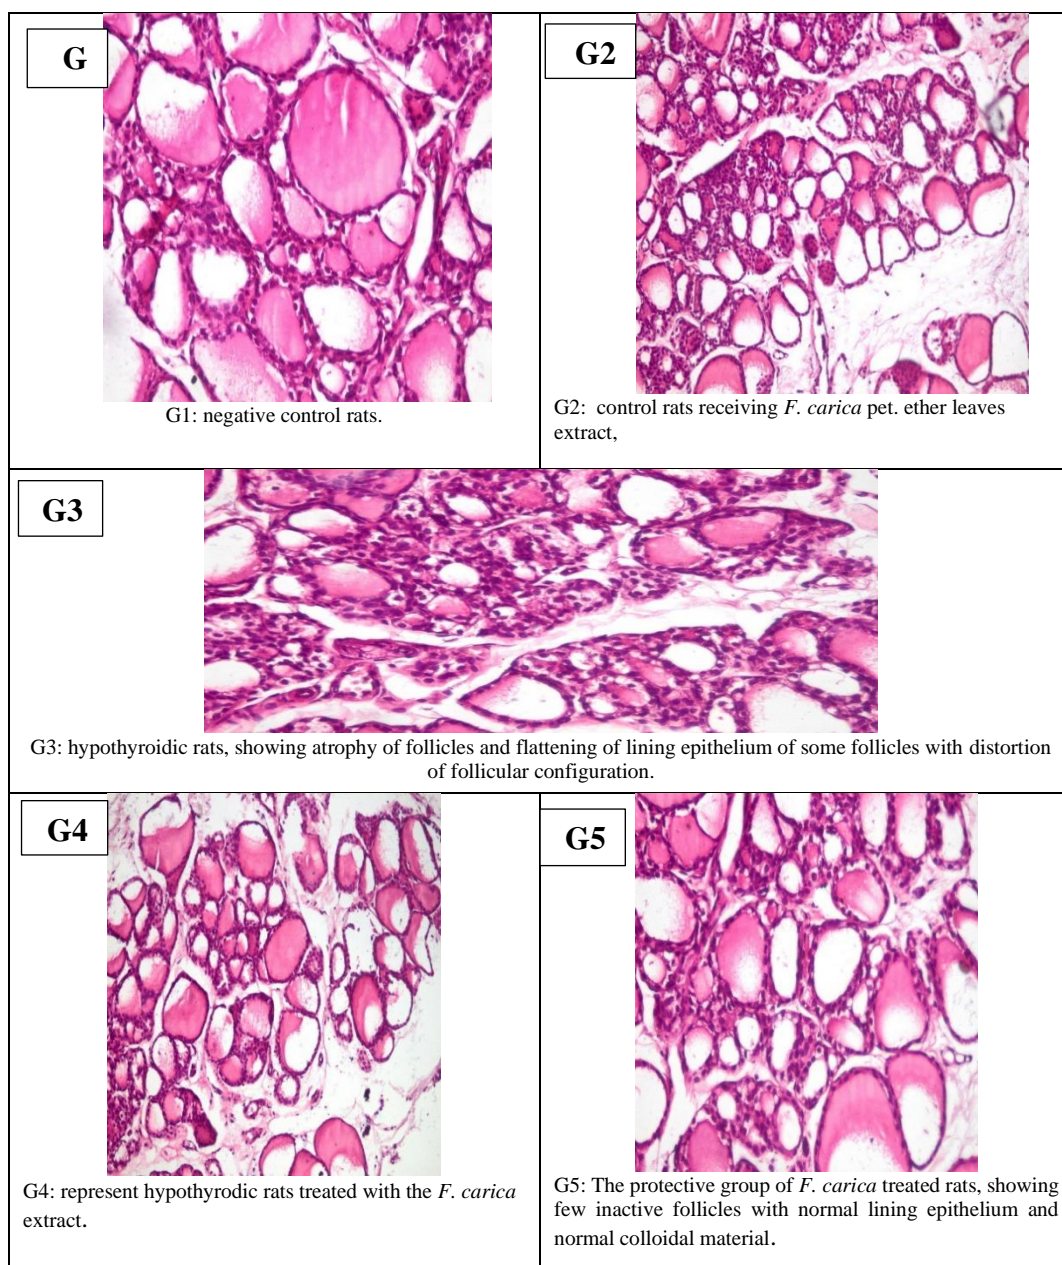 G
G2
G1: negative control rats.
G2: control rats receiving F. carica pet. ether leaves
extract,
G3
G3: hypothyroidic rats, showing atrophy of follicles and flattening of lining epithelium of some follicles with distortion
of follicular configuration.
G4
G5
G4: represent hypothyrodic rats treated with the F. carica
extract.
G5: The protective group of F. carica treated rats, showing
few inactive follicles with normal lining epithelium and
normal colloidal material.